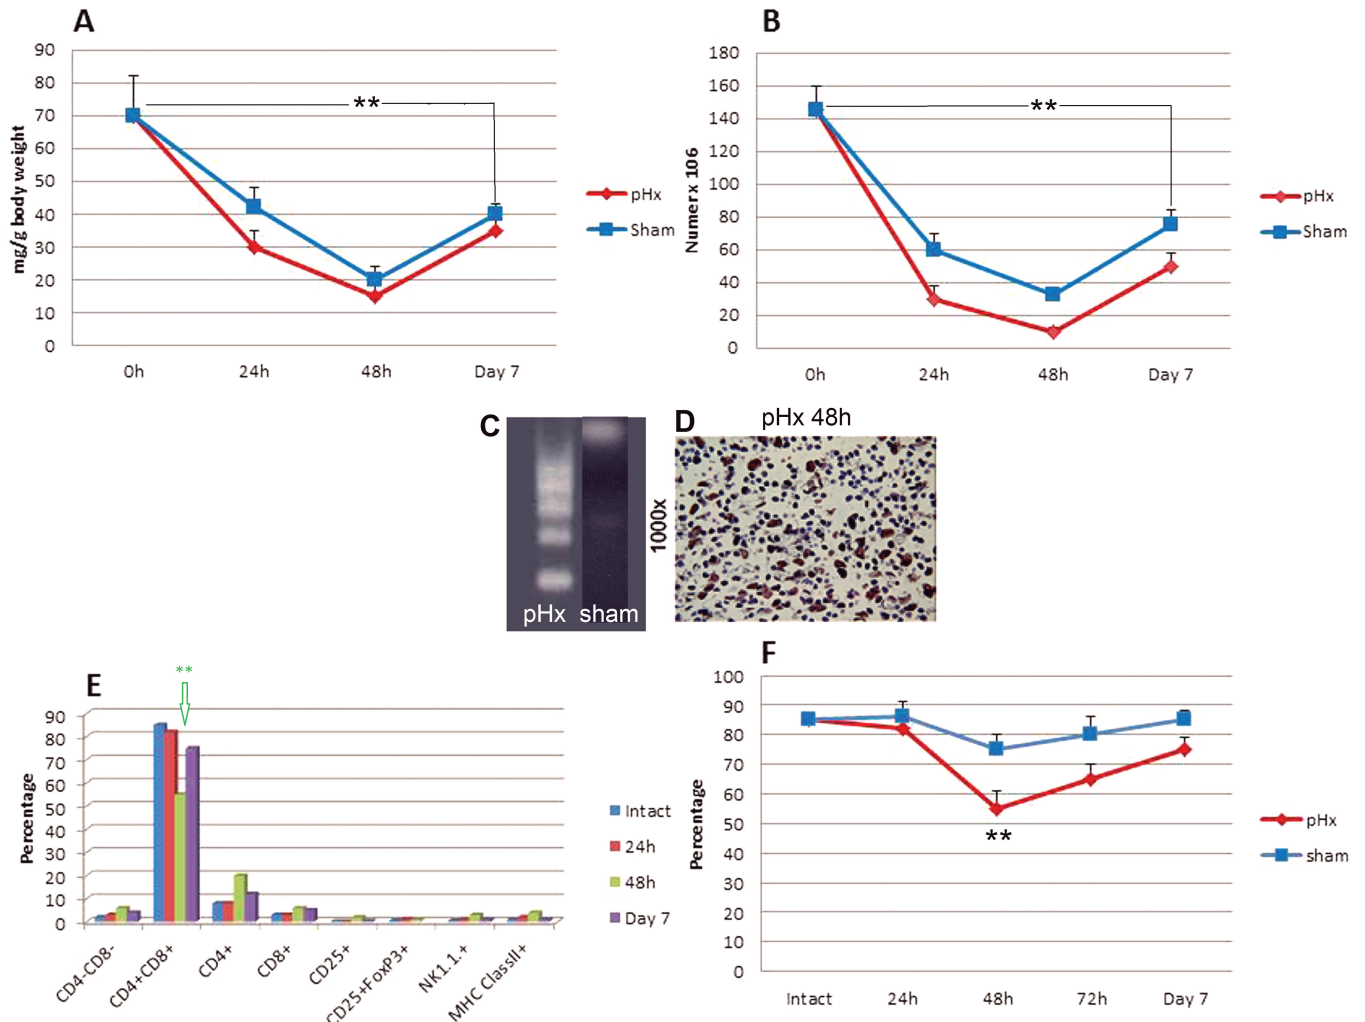 A
90
80
70
60
50
40
30
20
10
0
mg/g body weight
**
0h
24h
48h
Day 7
pHx
Sham
B
180
160
140
120
100
80
60
40
20
0
Numer x 106
**
0h
24h
48h
Day 7
pHx
Sham
C
pHx sham
D
pHx 48h
1000x
E
**
90
80
70
60
50
40
30
20
10
0
Percentage
CD4-CD8-
CD4+CD8+
CD4+
CD8+
CD25+
CD25+FoxP3+
NK1.1.+
MHC ClassII+
Intact
24h
48h
Day 7
F
100
90
80
70
60
50
40
30
20
10
0
Percentage
**
Intact
24h
48h
72h
Day 7
pHx
sham